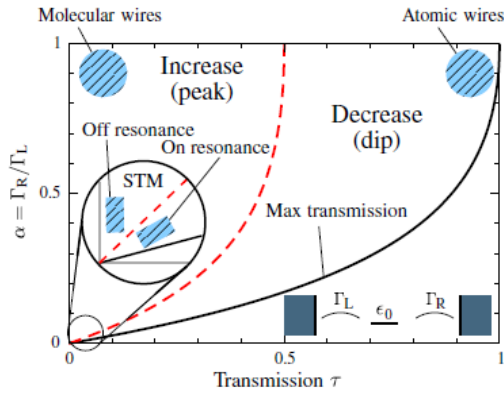 Molecular wires
Atomic wires
1
Increase
(peak)
Decrease
(dip)
Off resonance
On resonance
STM
0.5
α = Γ_R/Γ_L
Max transmission
Γ_L
ϵ_0
Γ_R
0
0
0.5
1
Transmission τ